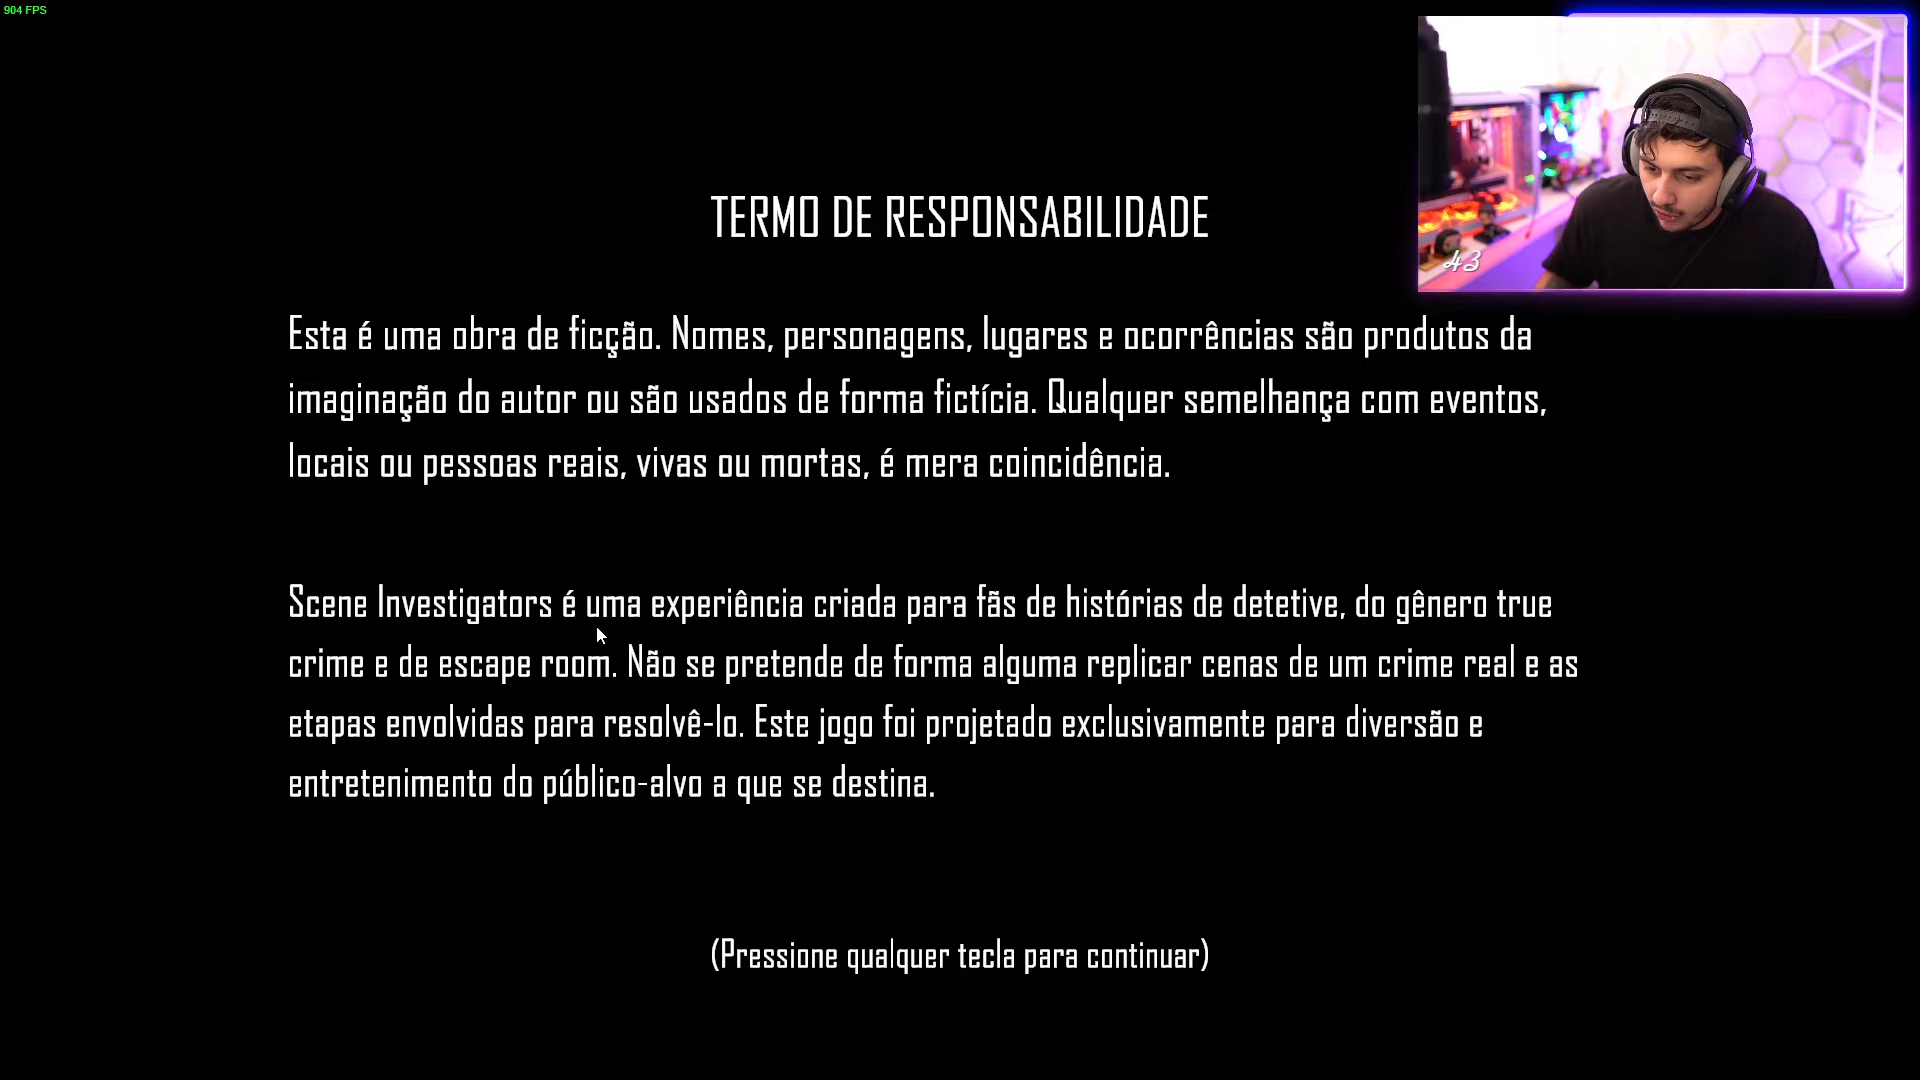 904 FPS
TERMO DE RESPONSABILIDADE
43
Esta é uma obra de ficção. Nomes, personagens, lugares e ocorrências são produtos da
imaginação do autor ou são usados de forma fictícia. Qualquer semelhança com eventos,
locais ou pessoas reais, vivas ou mortas, é mera coincidência.
Scene Investigators é uma experiência criada para fãs de histórias de detetive, do gênero true
crime e de escape room. Não se pretende de forma alguma replicar cenas de um crime real e as
etapas envolvidas para resolvê-lo. Este jogo foi projetado exclusivamente para diversão e
entretenimento do público-alvo a que se destina.
(Pressione qualquer tecla para continuar)